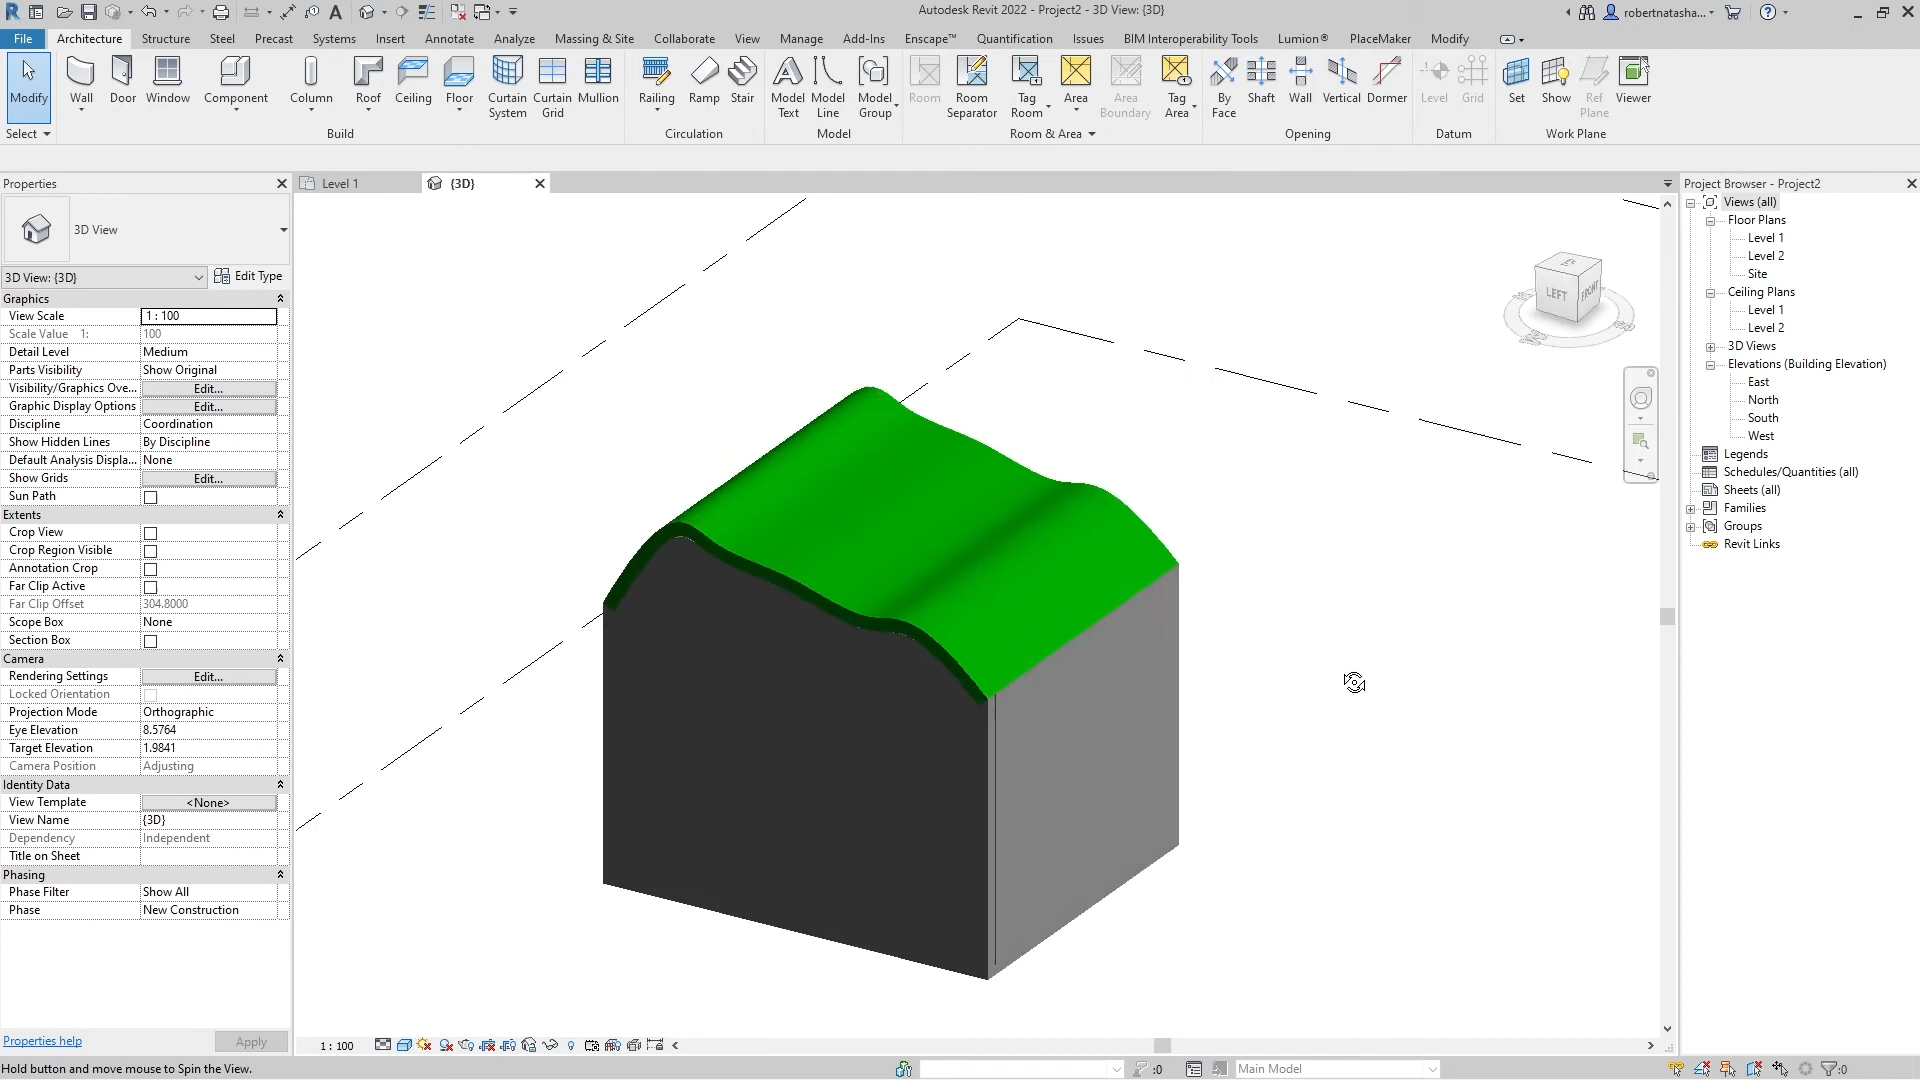 Autodesk Revit 2022 - Project2 - 3D View: {3D}
robertnatasha...
File Architecture Structure Steel Precast Systems Insert Annotate Analyze Massing & Site Collaborate View Manage Add-Ins Enscape™ Quantification Issues BIM Interoperability Tools Lumion® PlaceMaker Modify
Modify Wall Door Window Component Column Roof Ceiling Floor Curtain System Curtain Grid Mullion Railing Ramp Stair Model Text Model Line Model Group Room Room Separator Tag Room Area Area Boundary Tag Area By Face Shaft Wall Vertical Dormer Level Grid Set Show Ref Plane Viewer
Select Build Circulation Model Room & Area Opening Datum Work Plane
Properties
Level 1
{3D}
Project Browser - Project2
3D View
3D View: {3D}
Edit Type
Graphics
View Scale 1 : 100
Scale Value 1: 100
Detail Level Medium
Parts Visibility Show Original
Visibility/Graphics Ove... Edit...
Graphic Display Options Edit...
Discipline Coordination
Show Hidden Lines By Discipline
Default Analysis Displa... None
Show Grids Edit...
Sun Path
Extents
Crop View
Crop Region Visible
Annotation Crop
Far Clip Active
Far Clip Offset 304.8000
Scope Box None
Section Box
Camera
Rendering Settings Edit...
Locked Orientation
Projection Mode Orthographic
Eye Elevation 8.5764
Target Elevation 1.9841
Camera Position Adjusting
Identity Data
View Template <None>
View Name {3D}
Dependency Independent
Title on Sheet
Phasing
Phase Filter Show All
Phase New Construction
Properties help
Apply
LEFT
FRONT
Views (all)
Floor Plans
Level 1
Level 2
Site
Ceiling Plans
Level 1
Level 2
3D Views
Elevations (Building Elevation)
East
North
South
West
Legends
Schedules/Quantities (all)
Sheets (all)
Families
Groups
Revit Links
1 : 100
Hold button and move mouse to Spin the View.
:0
Main Model
:0